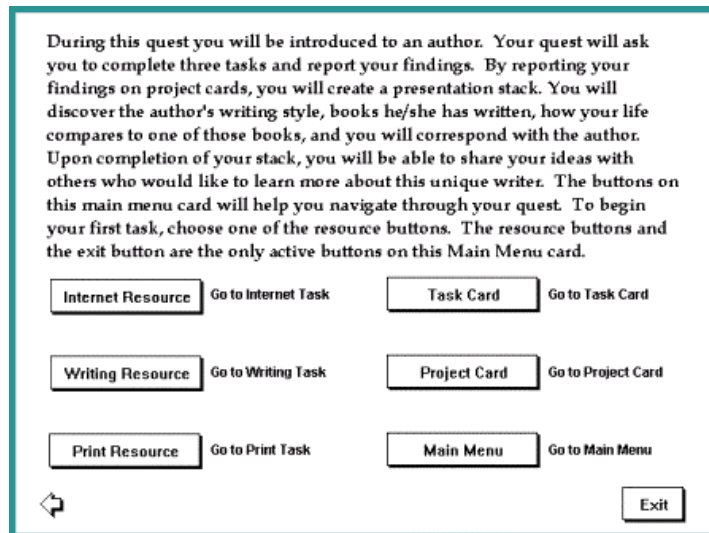 During this quest you will be introduced to an author. Your quest will ask
you to complete three tasks and report your findings. By reporting your
findings on project cards, you will create a presentation stack. You will
discover the author's writing style, books he/she has written, how your life
compares to one of those books, and you will correspond with the author.
Upon completion of your stack, you will be able to share your ideas with
others who would like to learn more about this unique writer. The buttons on
this main menu card will help you navigate through your quest. To begin
your first task, choose one of the resource buttons. The resource buttons and
the exit button are the only active buttons on this Main Menu card.
Internet Resource Go to Internet Task Task Card Go to Task Card
Writing Resource Go to Writing Task Project Card Go to Project Card
Print Resource Go to Print Task Main Menu Go to Main Menu
Exit